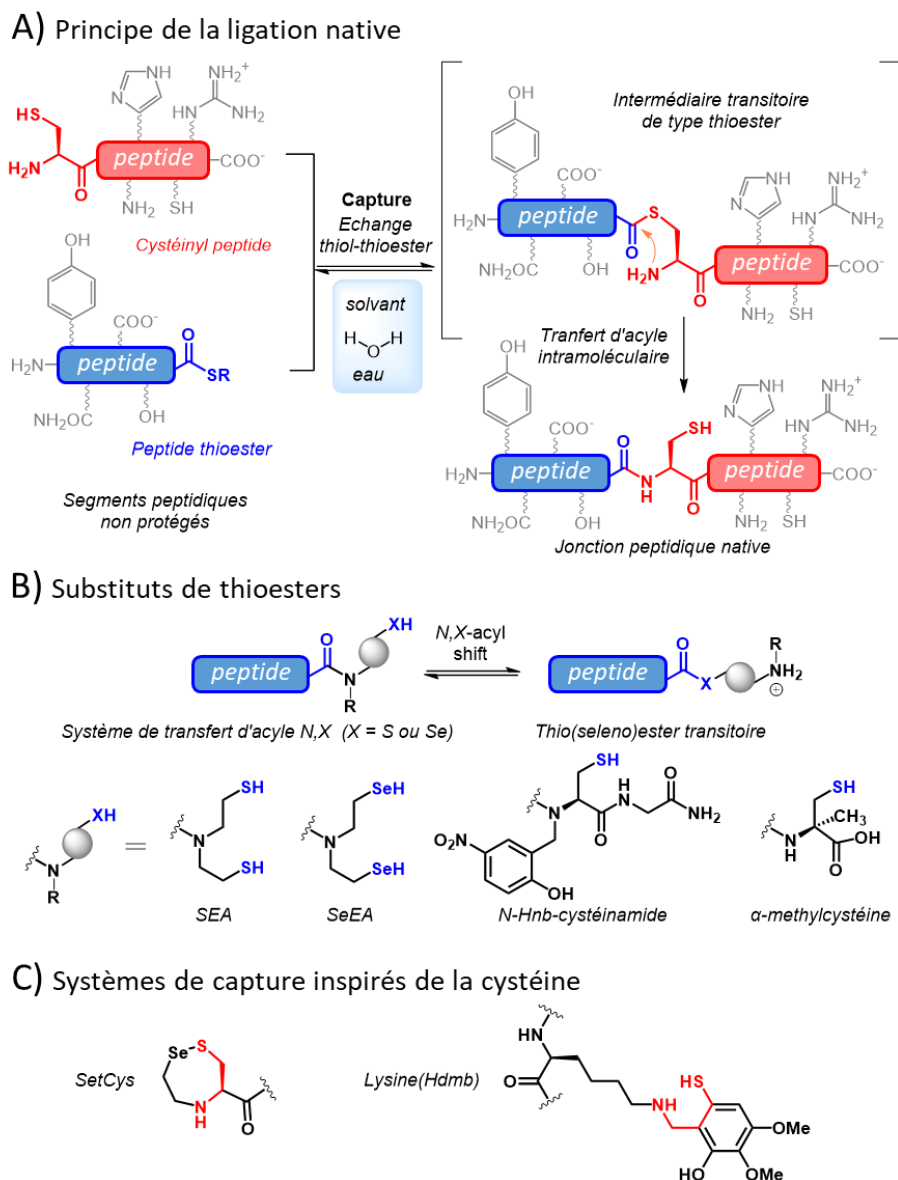 A) Principe de la ligation native
HS
H2N
O
peptide
N
NH
NH2+
HN
NH2
COO-
NH2
SH
Cystéinyl peptide
OH
H2N
peptide
COO-
O
SR
NH2OC
OH
Peptide thioester
Segments peptidiques
non protégés
Capture
Echange
thiol-thioester
solvant
H O H
eau
Intermédiaire transitoire
de type thioester
OH
COO-
H2N
peptide
S
O
H2N
NH2OC
OH
O
peptide
N
NH
NH2+
HN
NH2
COO-
NH2
SH
Tranfert d'acyle
intramoléculaire
OH
COO-
H2N
peptide
O
N
H
SH
O
NH2OC
OH
peptide
N
NH
NH2+
HN
NH2
COO-
NH2
SH
Jonction peptidique native
B) Substituts de thioesters
peptide
O
N
R
XH
N,X-acyl
shift
peptide
O
X
R
NH2
+
Système de transfert d'acyle N,X (X = S ou Se)
Thio(seleno)ester transitoire
XH
N
R
=
SH
N
SH
SEA
SeH
N
SeH
SeEA
SH
N
O
H
N
O
NH2
NO2
OH
N-Hnb-cystéinamide
SH
N
H
CH3
OH
O
α-methylcystéine
C) Systèmes de capture inspirés de la cystéine
SetCys
Se S
N
H
O
Lysine(Hdmb)
HN
O
NH
HS
OMe
HO
OMe